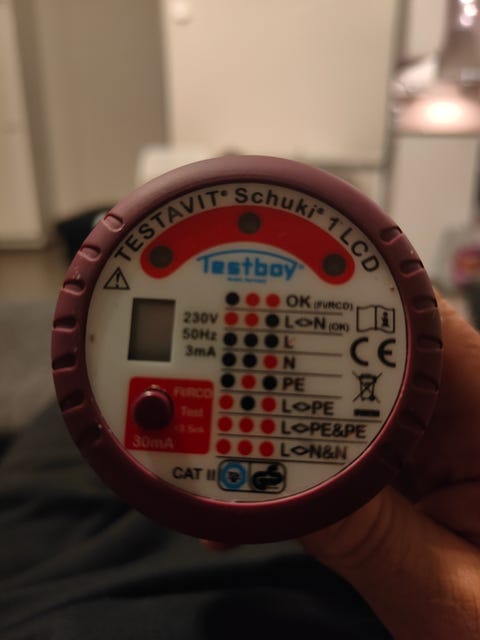 TESTAVIT® Schuki® 1 LCD
Testboy®
OK (FI/RCD)
230V
50Hz
3mA
L<>N (OK)
L
N
PE
L<>PE
L<>PE&PE
L<>N&N
CE
FI/RCD
Test
30mA
CAT II